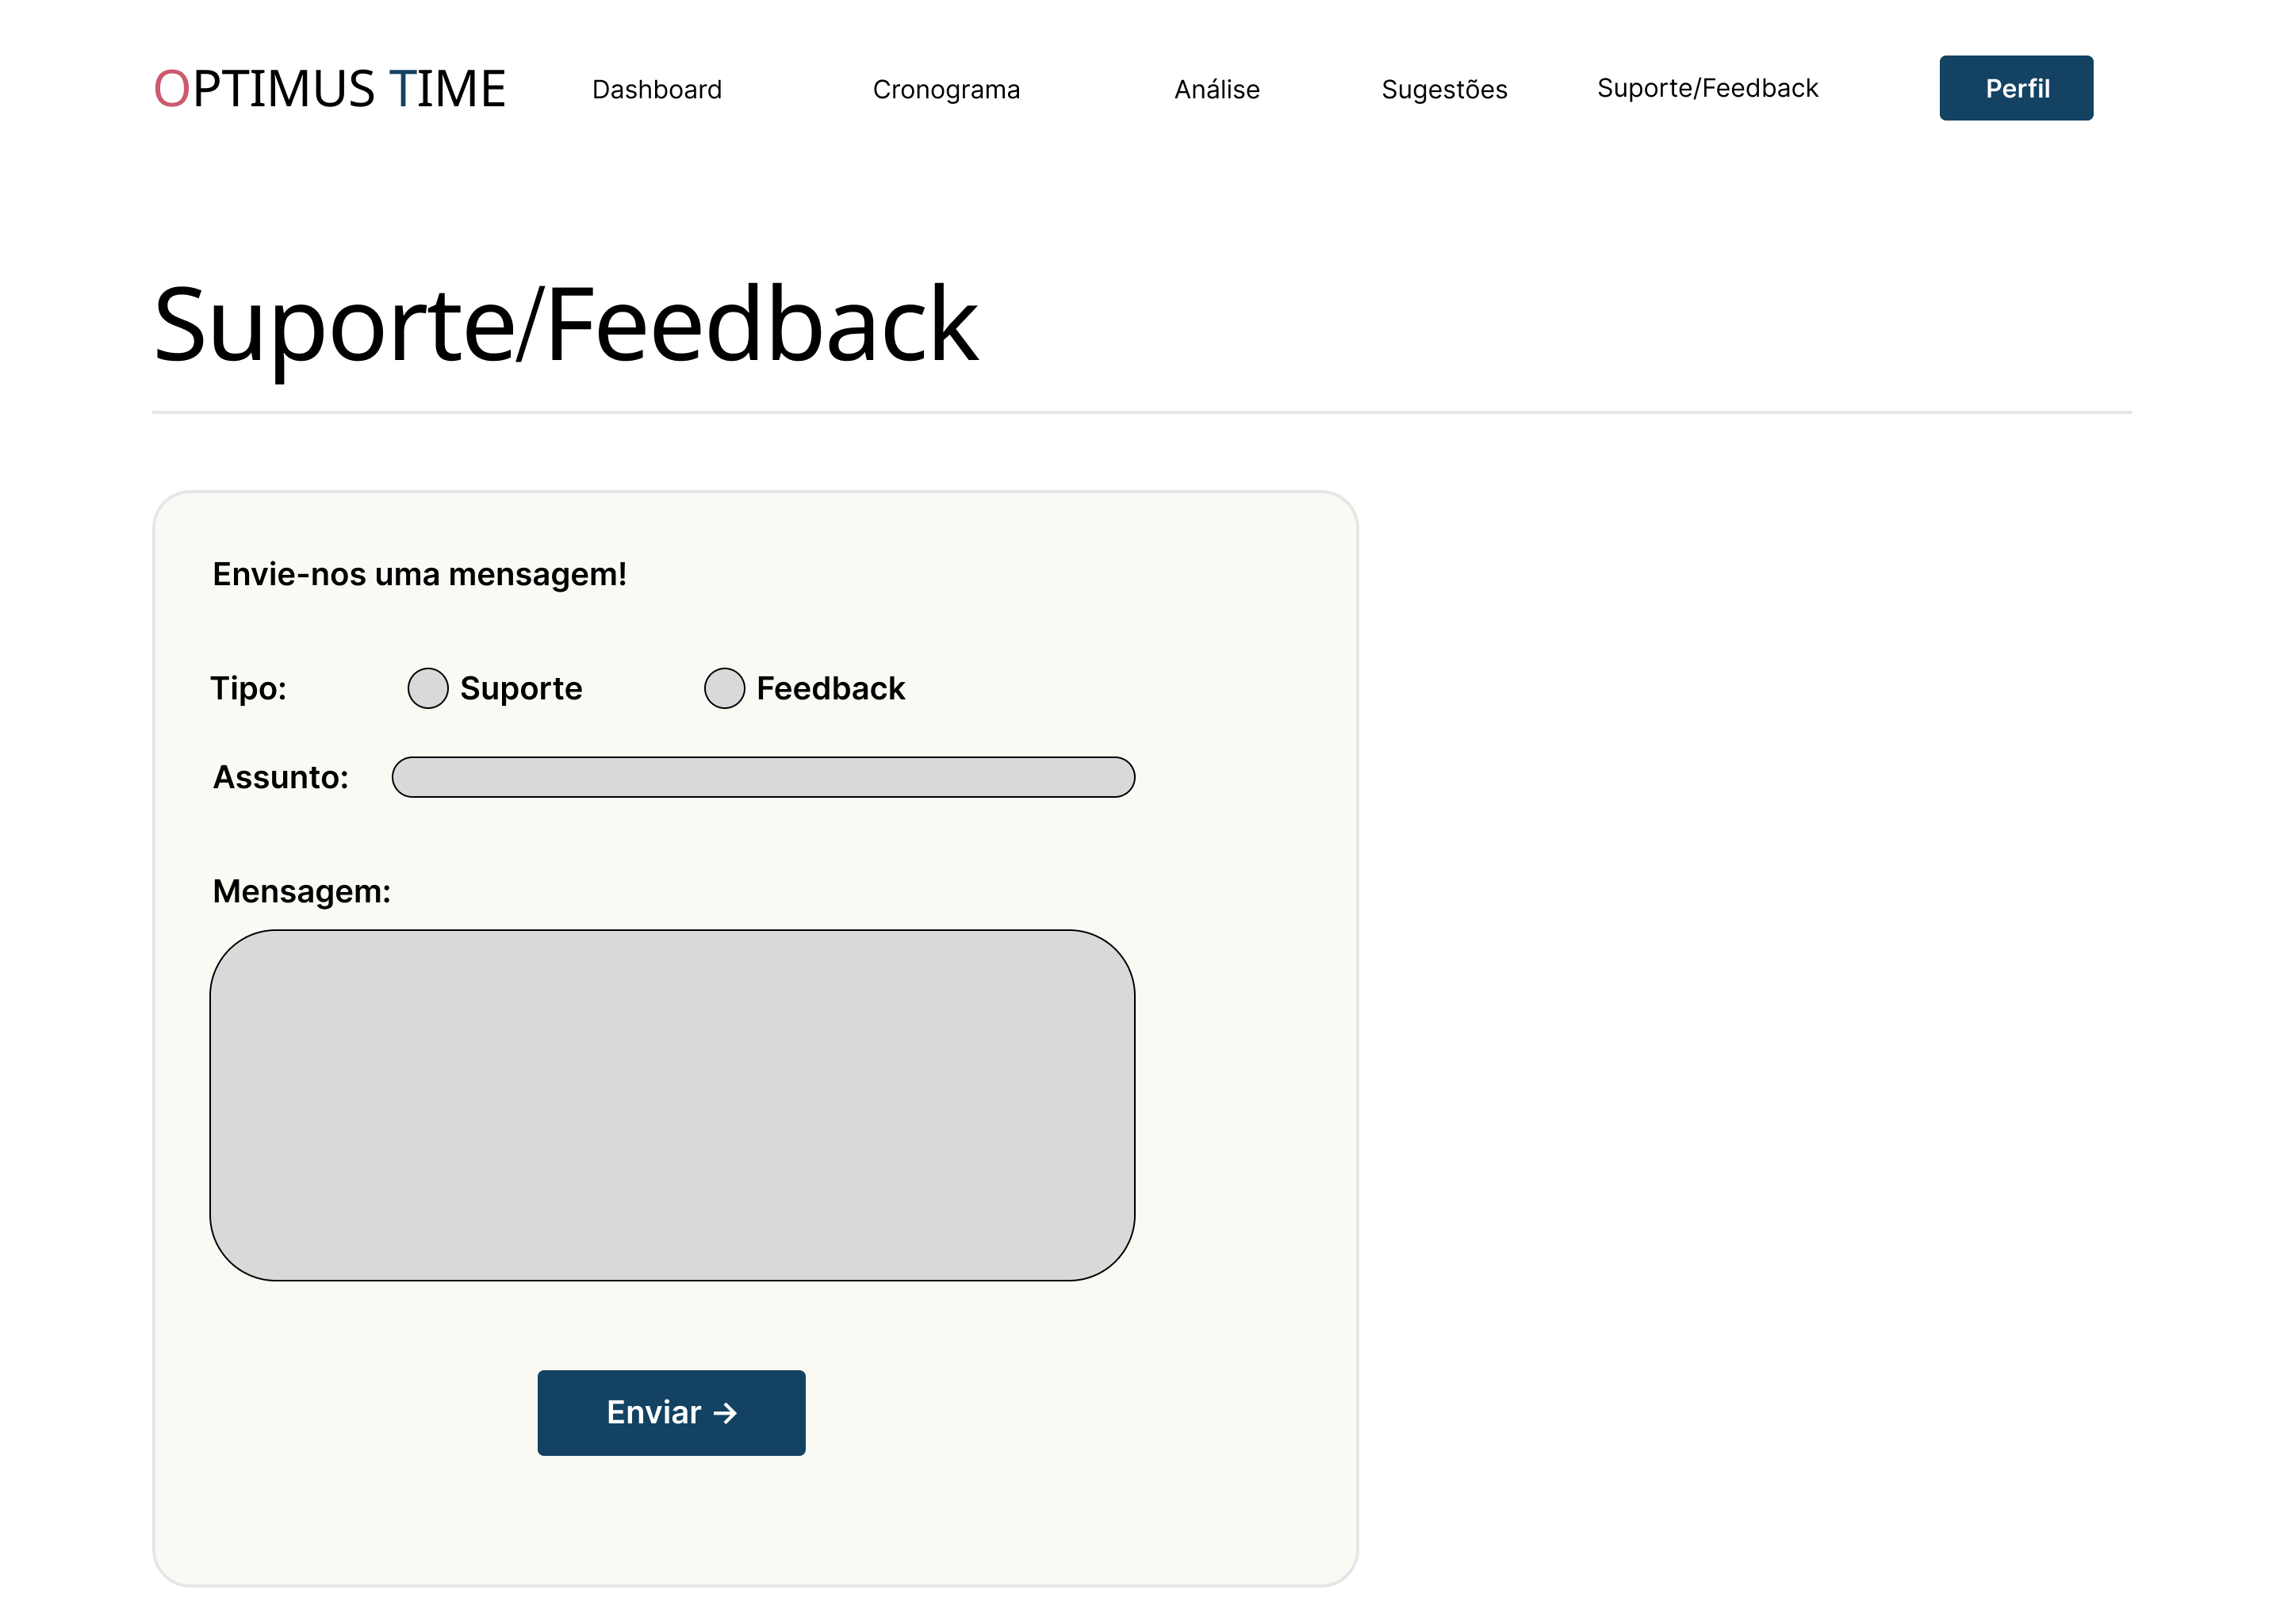 OPTIMUS TIME Dashboard Cronograma Análise Sugestões Suporte/Feedback Perfil
Suporte/Feedback
Envie-nos uma mensagem!
Tipo: Suporte Feedback
Assunto:
Mensagem:
Enviar →